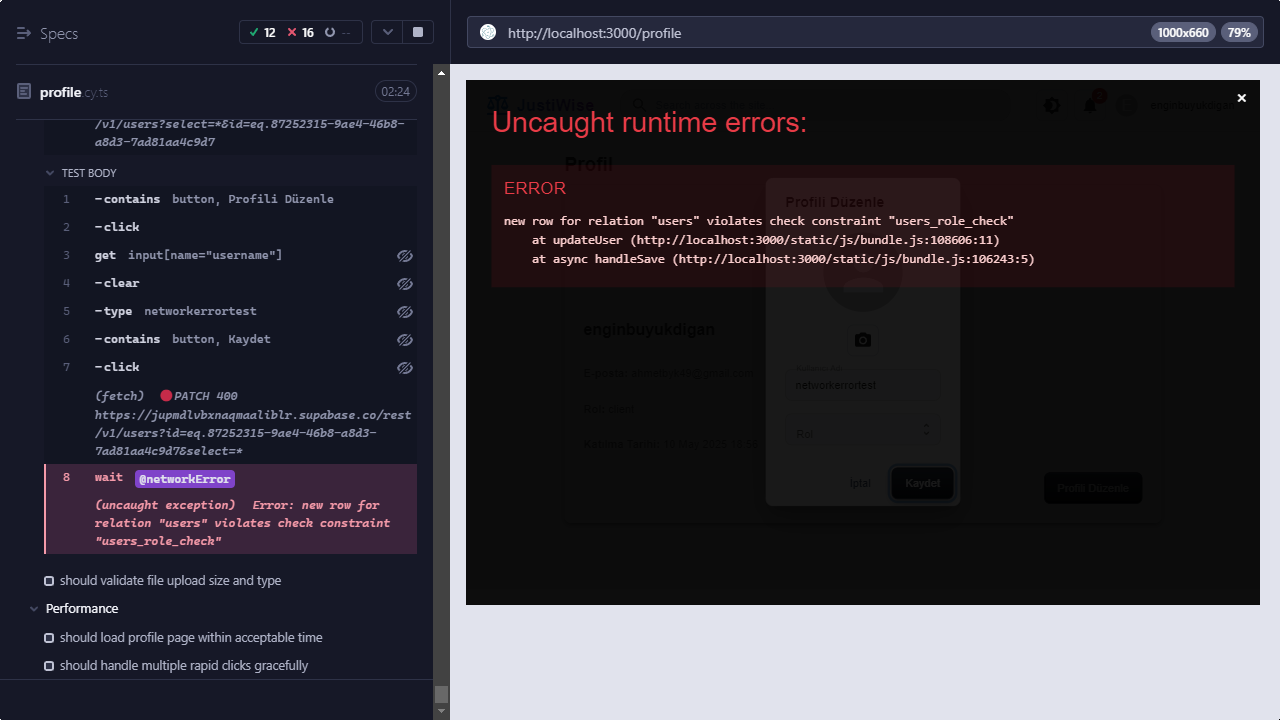 Specs
12 16 --
http://localhost:3000/profile
1000x660
79%
profile.cy.ts
02:24
/v1/users?select=*&id=eq.87252315-9ae4-46b8-
a8d3-7ad81aa4c9d7
TEST BODY
1 -contains button, Profili Düzenle
2 -click
3 get input[name="username"]
4 -clear
5 -type networkerrortest
6 -contains button, Kaydet
7 -click
(fetch) PATCH 400
https://jupmdlvbxnaqmaaliblr.supabase.co/rest
/v1/users?id=eq.87252315-9ae4-46b8-a8d3-
7ad81aa4c9d7&select=*
8 wait @networkError
(uncaught exception) Error: new row for
relation "users" violates check constraint
"users_role_check"
should validate file upload size and type
Performance
should load profile page within acceptable time
should handle multiple rapid clicks gracefully
JustiWise
enginbuyukdigan
Uncaught runtime errors:
Profil
ERROR
Profili Düzenle
new row for relation "users" violates check constraint "users_role_check"
at updateUser (http://localhost:3000/static/js/bundle.js:108606:11)
at async handleSave (http://localhost:3000/static/js/bundle.js:106243:5)
enginbuyukdigan
E-posta:
networkerrortest
Rol
İptal
Kaydet
Profili Düzenle